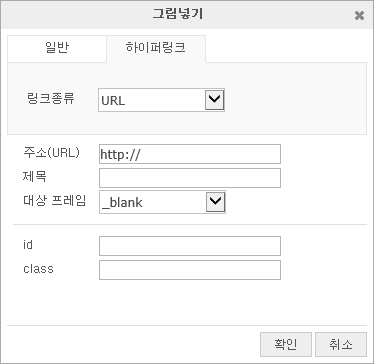 그림넣기
일반 하이퍼링크
링크종류 URL
주소(URL) http://
제목
대상 프레임 _blank
id
class
확인 취소